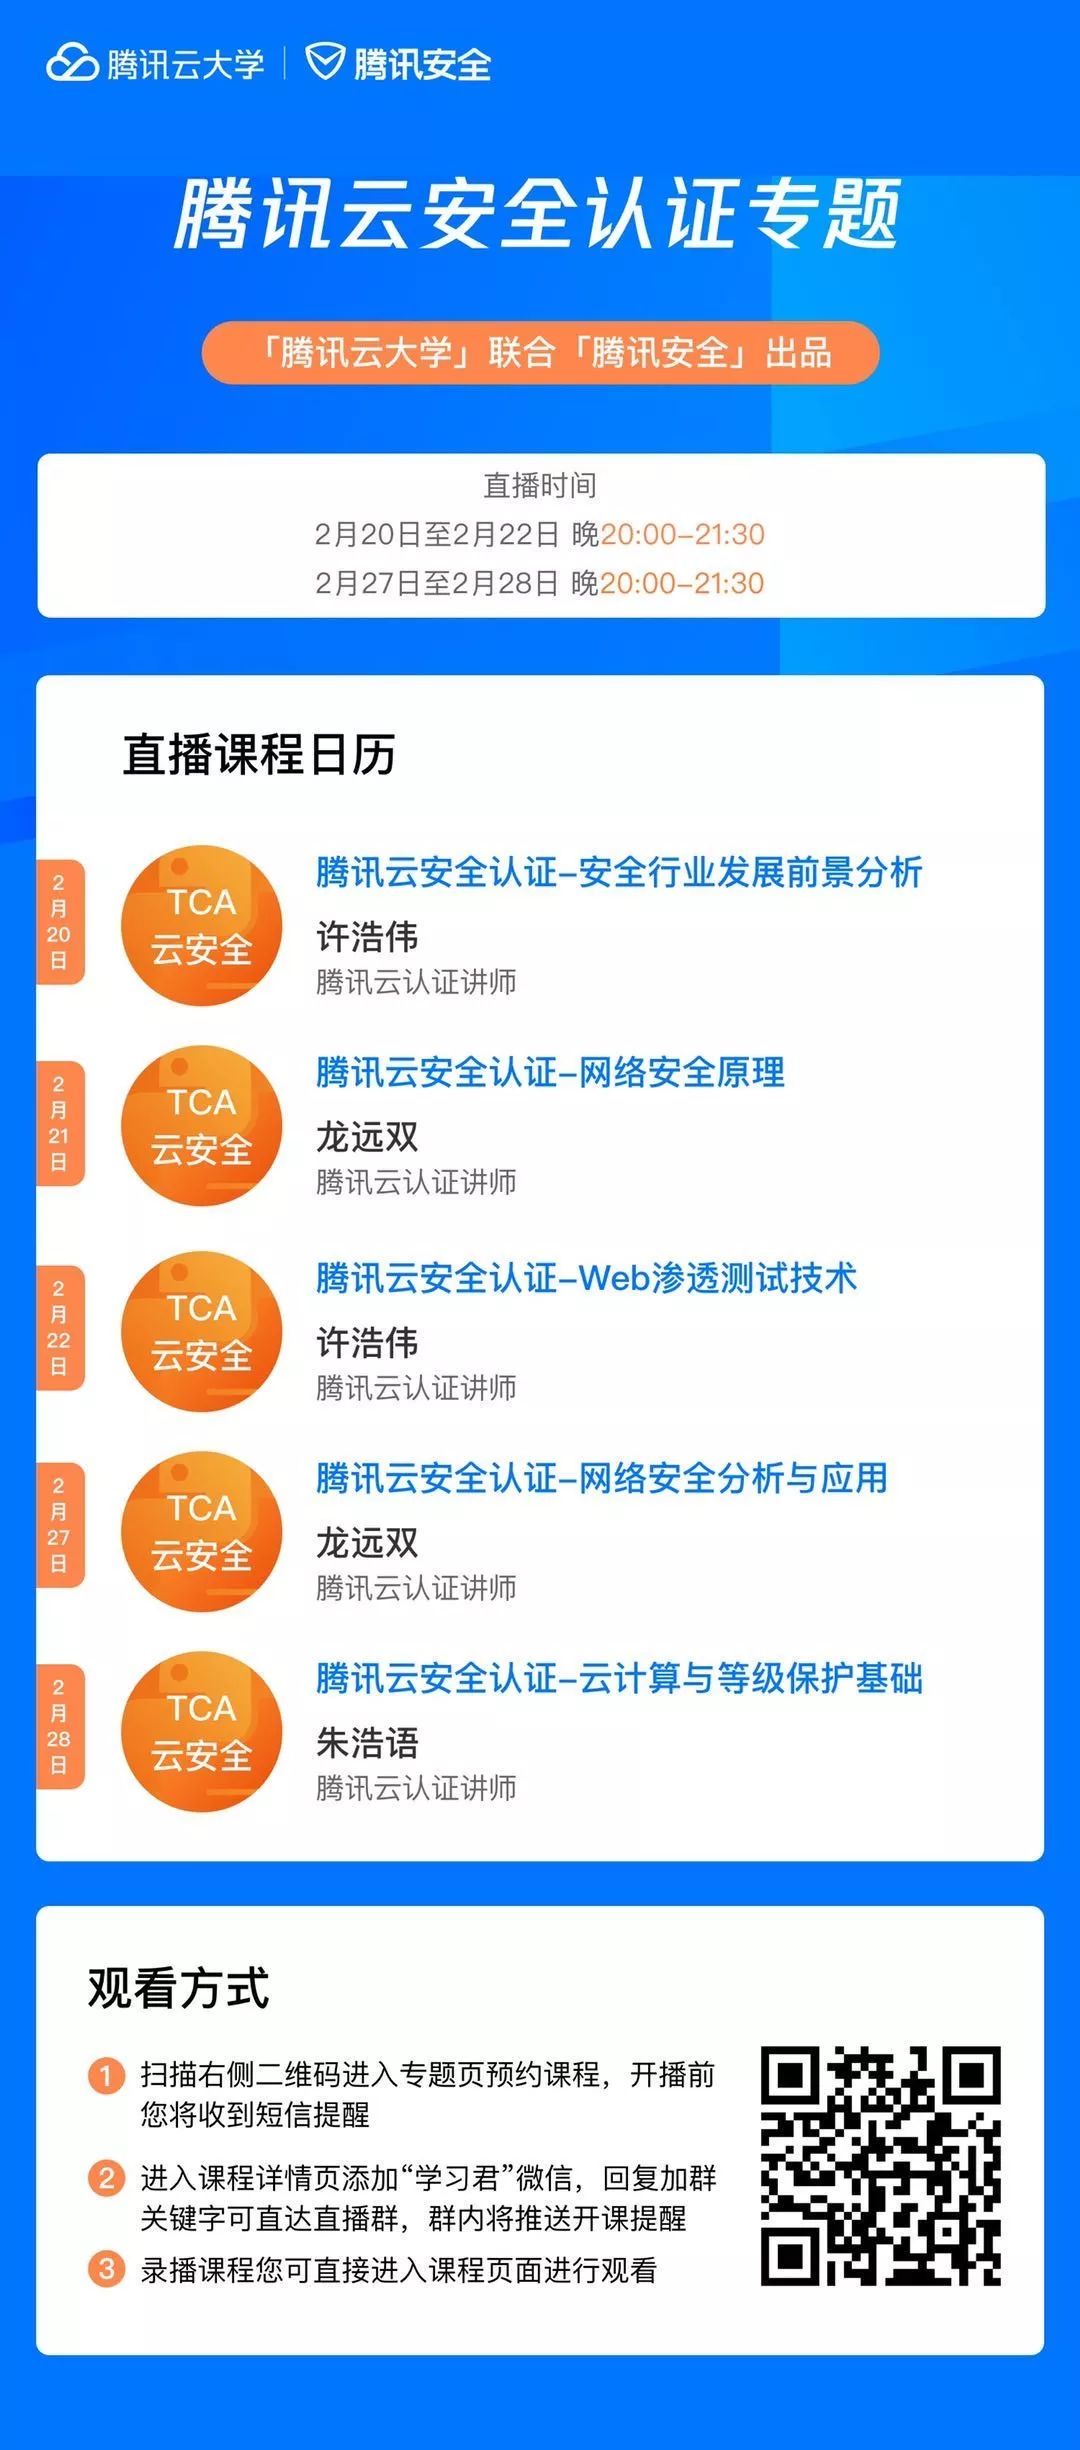 腾讯云大学 | 腾讯安全
腾讯云安全认证专题
「腾讯云大学」联合「腾讯安全」出品
直播时间
2月20日至2月22日 晚20:00-21:30
2月27日至2月28日 晚20:00-21:30
直播课程日历
2月20日
TCA
云安全
腾讯云安全认证-安全行业发展前景分析
许浩伟
腾讯云认证讲师
2月21日
TCA
云安全
腾讯云安全认证-网络安全原理
龙远双
腾讯云认证讲师
2月22日
TCA
云安全
腾讯云安全认证-Web渗透测试技术
许浩伟
腾讯云认证讲师
2月27日
TCA
云安全
腾讯云安全认证-网络安全分析与应用
龙远双
腾讯云认证讲师
2月28日
TCA
云安全
腾讯云安全认证-云计算与等级保护基础
朱浩语
腾讯云认证讲师
观看方式
1 扫描右侧二维码进入专题页预约课程，开播前
您将收到短信提醒
2 进入课程详情页添加“学习君”微信，回复加群
关键字可直达直播群，群内将推送开课提醒
3 录播课程您可直接进入课程页面进行观看